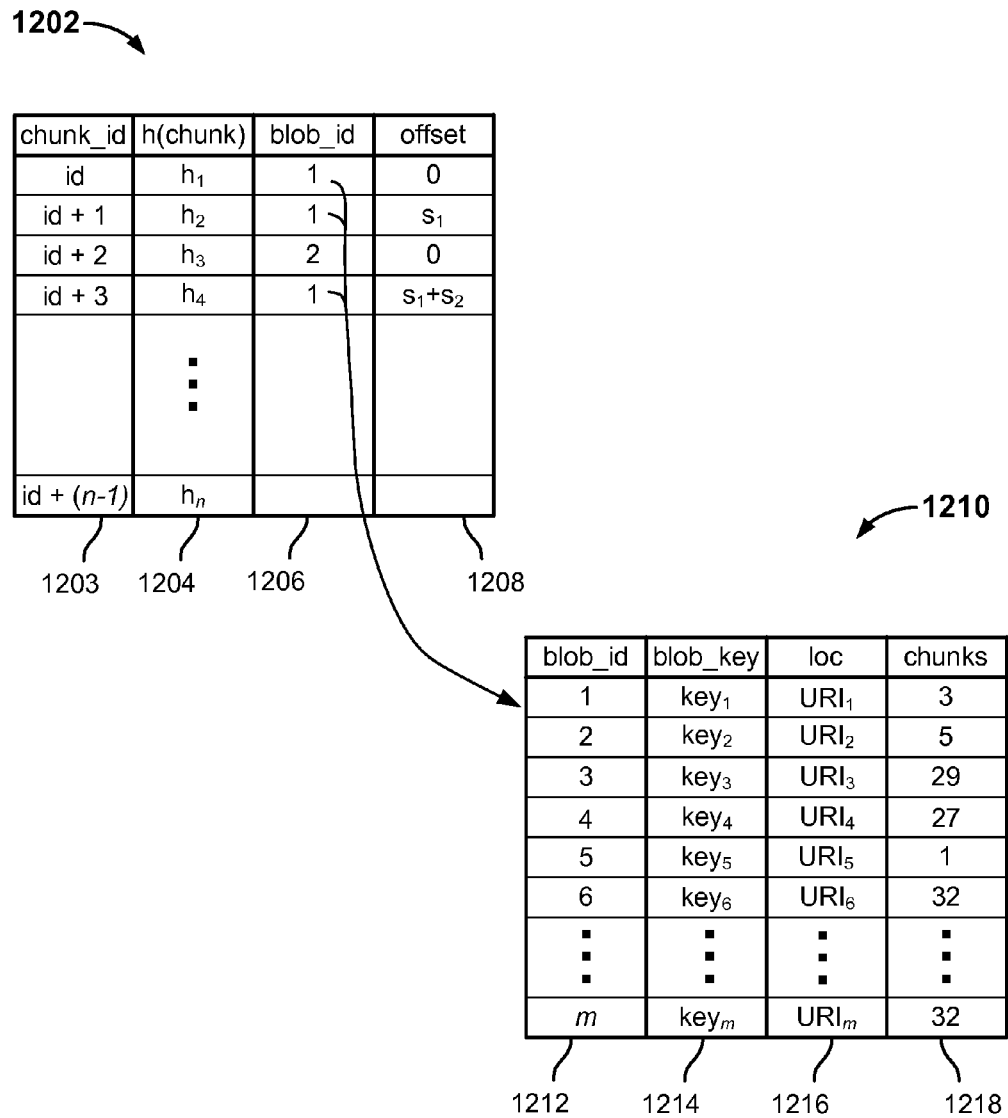 1202
chunk_id h(chunk) blob_id offset
id h₁ 1 0
id + 1 h₂ 1 s₁
id + 2 h₃ 2 0
id + 3 h₄ 1 s₁+s₂
id + (n-1) hₙ
1203 1204 1206 1208
1210
blob_id blob_key loc chunks
1 key₁ URI₁ 3
2 key₂ URI₂ 5
3 key₃ URI₃ 29
4 key₄ URI₄ 27
5 key₅ URI₅ 1
6 key₆ URI₆ 32
m keyₘ URIₘ 32
1212 1214 1216 1218